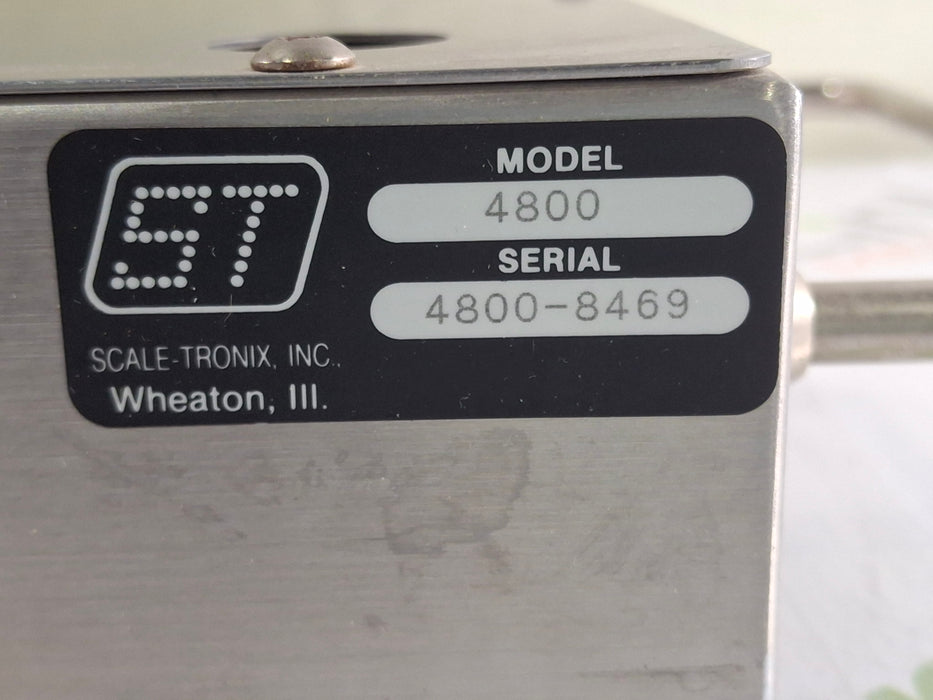 ST
SCALE-TRONIX, INC.,
Wheaton, Ill.
MODEL
4800
SERIAL
4800-8469